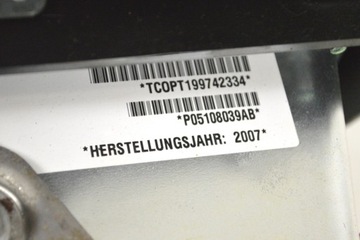 *TCOPT199742334*
*P05108039AB*
*HERSTELLUNGSJAHR: 2007*